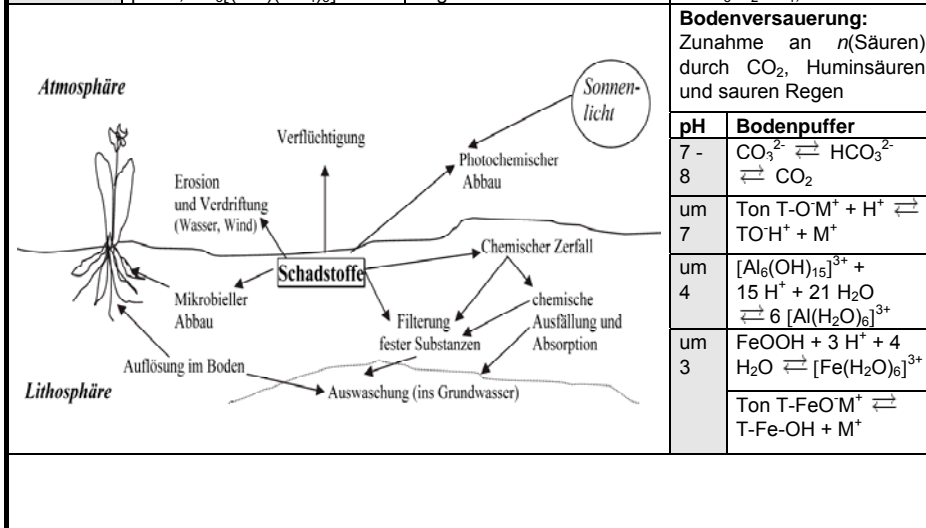 Bodenversauerung:
Zunahme an n(Säuren)
durch CO₂, Huminsäuren
und sauren Regen
Atmosphäre
Sonnen-
licht
Verflüchtigung
Photochemischer
Abbau
Erosion
und Verdriftung
(Wasser, Wind)
Chemischer Zerfall
Schadstoffe
Mikrobieller
Abbau
Filterung
fester Substanzen
chemische
Ausfällung und
Absorption
Auflösung im Boden
Lithosphäre
Auswaschung (ins Grundwasser)
pH Bodenpuffer
7 - CO₃²⁻ ⇄ HCO₃²⁻
8 ⇄ CO₂
um Ton T-O⁻M⁺ + H⁺ ⇄
7 TO⁻H⁺ + M⁺
um [Al₆(OH)₁₅]³⁺ +
4 15 H⁺ + 21 H₂O
⇄ 6 [Al(H₂O)₆]³⁺
um FeOOH + 3 H⁺ + 4
3 H₂O ⇄ [Fe(H₂O)₆]³⁺
Ton T-FeO⁻M⁺ ⇄
T-Fe-OH + M⁺